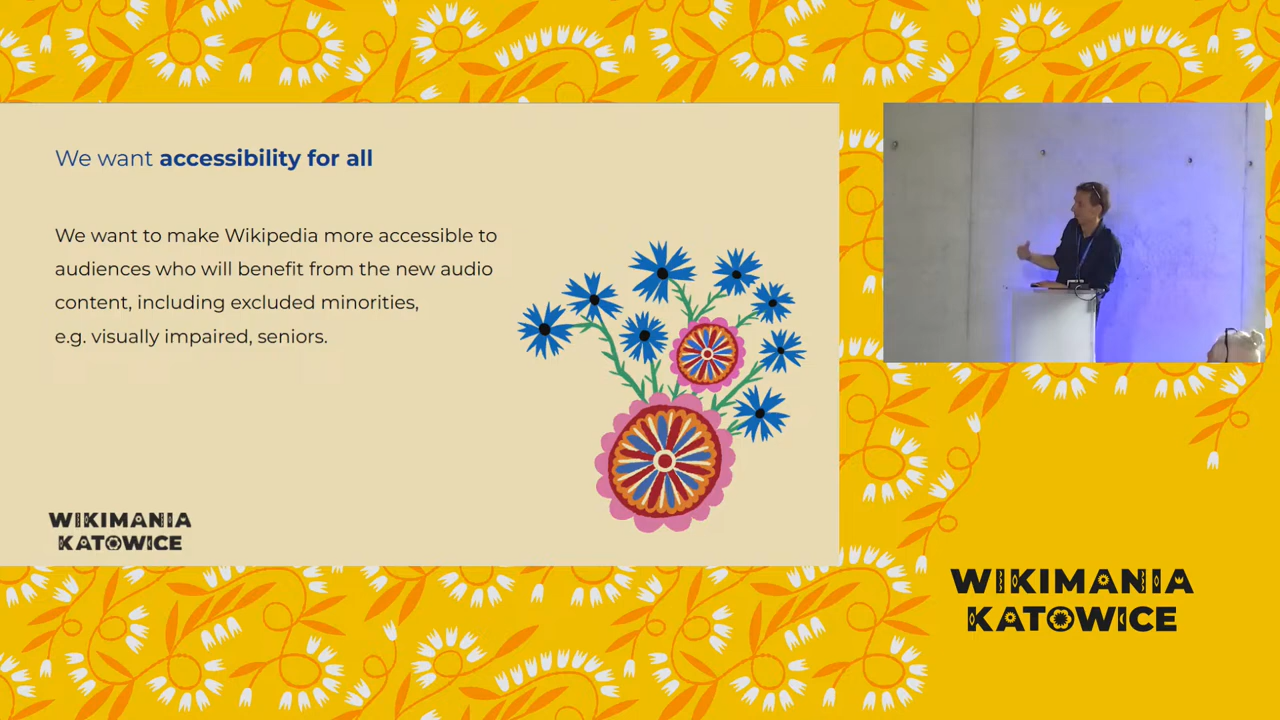 We want accessibility for all
We want to make Wikipedia more accessible to
audiences who will benefit from the new audio
content, including excluded minorities,
e.g. visually impaired, seniors.
WIKIMANIA
KATOWICE
WIKIMANIA
KATOWICE